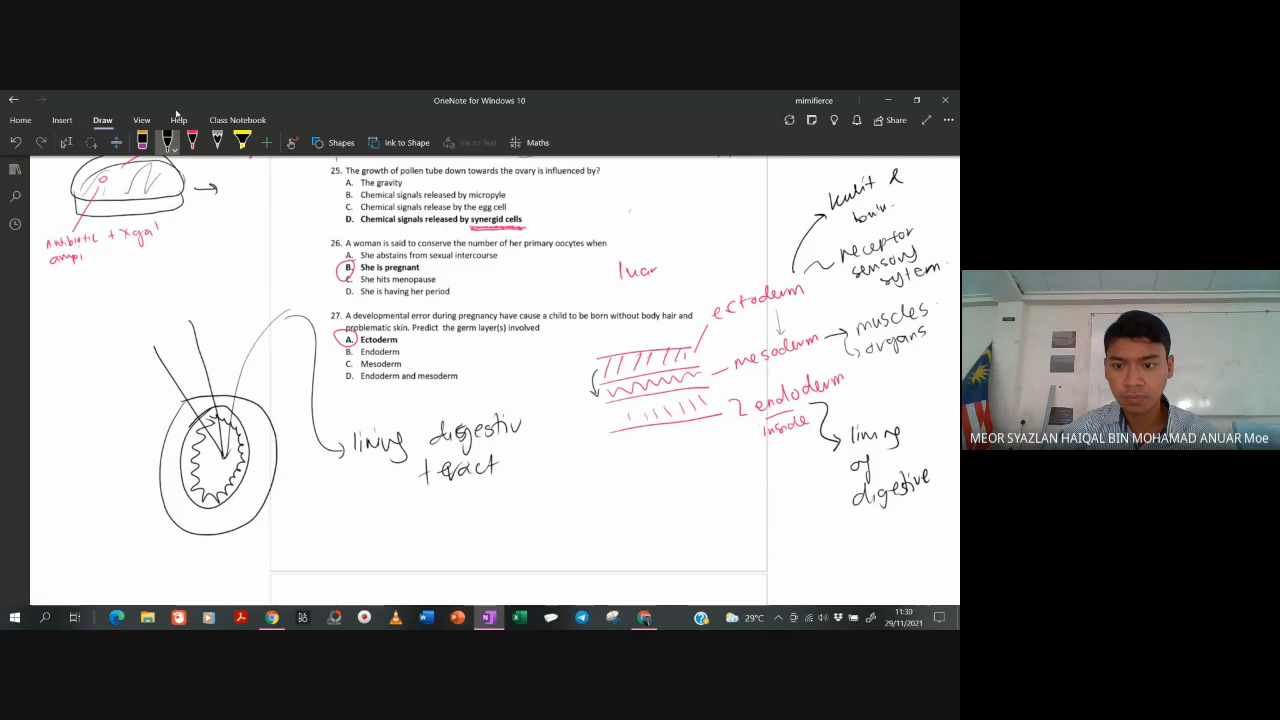 OneNote for Windows 10
mimifierce
Home Insert Draw View Help Class Notebook
Share
Shapes Ink to Shape Ink to Text Maths
25. The growth of pollen tube down towards the ovary is influenced by?
A. The gravity
B. Chemical signals released by micropyle
C. Chemical signals release by the egg cell
D. Chemical signals released by synergid cells
26. A woman is said to conserve the number of her primary oocytes when
A. She abstains from sexual intercourse
B. She is pregnant
C. She hits menopause
D. She is having her period
27. A developmental error during pregnancy have cause a child to be born without body hair and
problematic skin. Predict the germ layer(s) involved
A. Ectoderm
B. Endoderm
C. Mesoderm
D. Endoderm and mesoderm
Antibiotic + Xgal
ampi
luar
kulit &
receptor
sensory
system.
ectoderm
mesoderm
muscles
organs
endoderm
inside
lining
of
digestive
lining digestiv
tract
MEOR SYAZLAN HAIQAL BIN MOHAMAD ANUAR Moe
29°C
11:30
29/11/2021